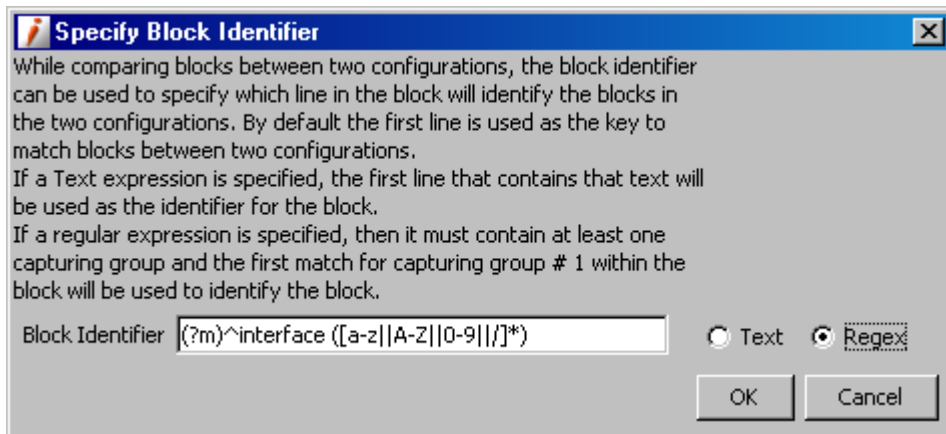 Specify Block Identifier
While comparing blocks between two configurations, the block identifier
can be used to specify which line in the block will identify the blocks in
the two configurations. By default the first line is used as the key to
match blocks between two configurations.
If a Text expression is specified, the first line that contains that text will
be used as the identifier for the block.
If a regular expression is specified, then it must contain at least one
capturing group and the first match for capturing group # 1 within the
block will be used to identify the block.
Block Identifier (?m)^interface ([a-z||A-Z||0-9||/]*) Text Regex
OK Cancel